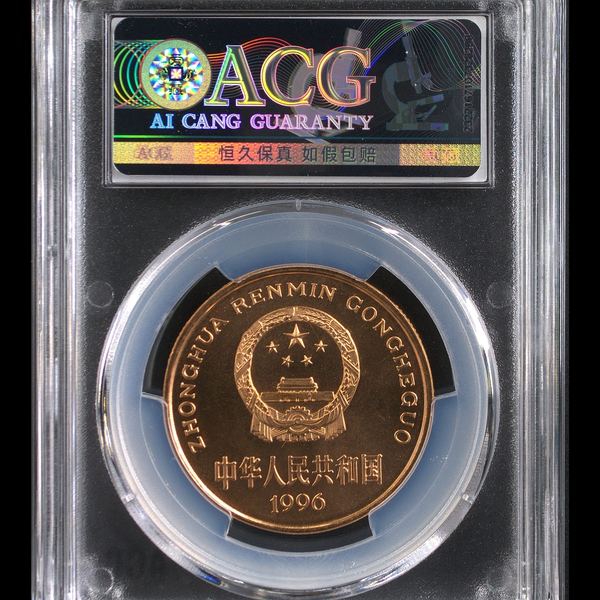 ACG
AI CANG GUARANTY
ACG 恒久保真 如假包赔 ACG
ZHONGHUA RENMIN GONGHEGUO
中华人民共和国
1996